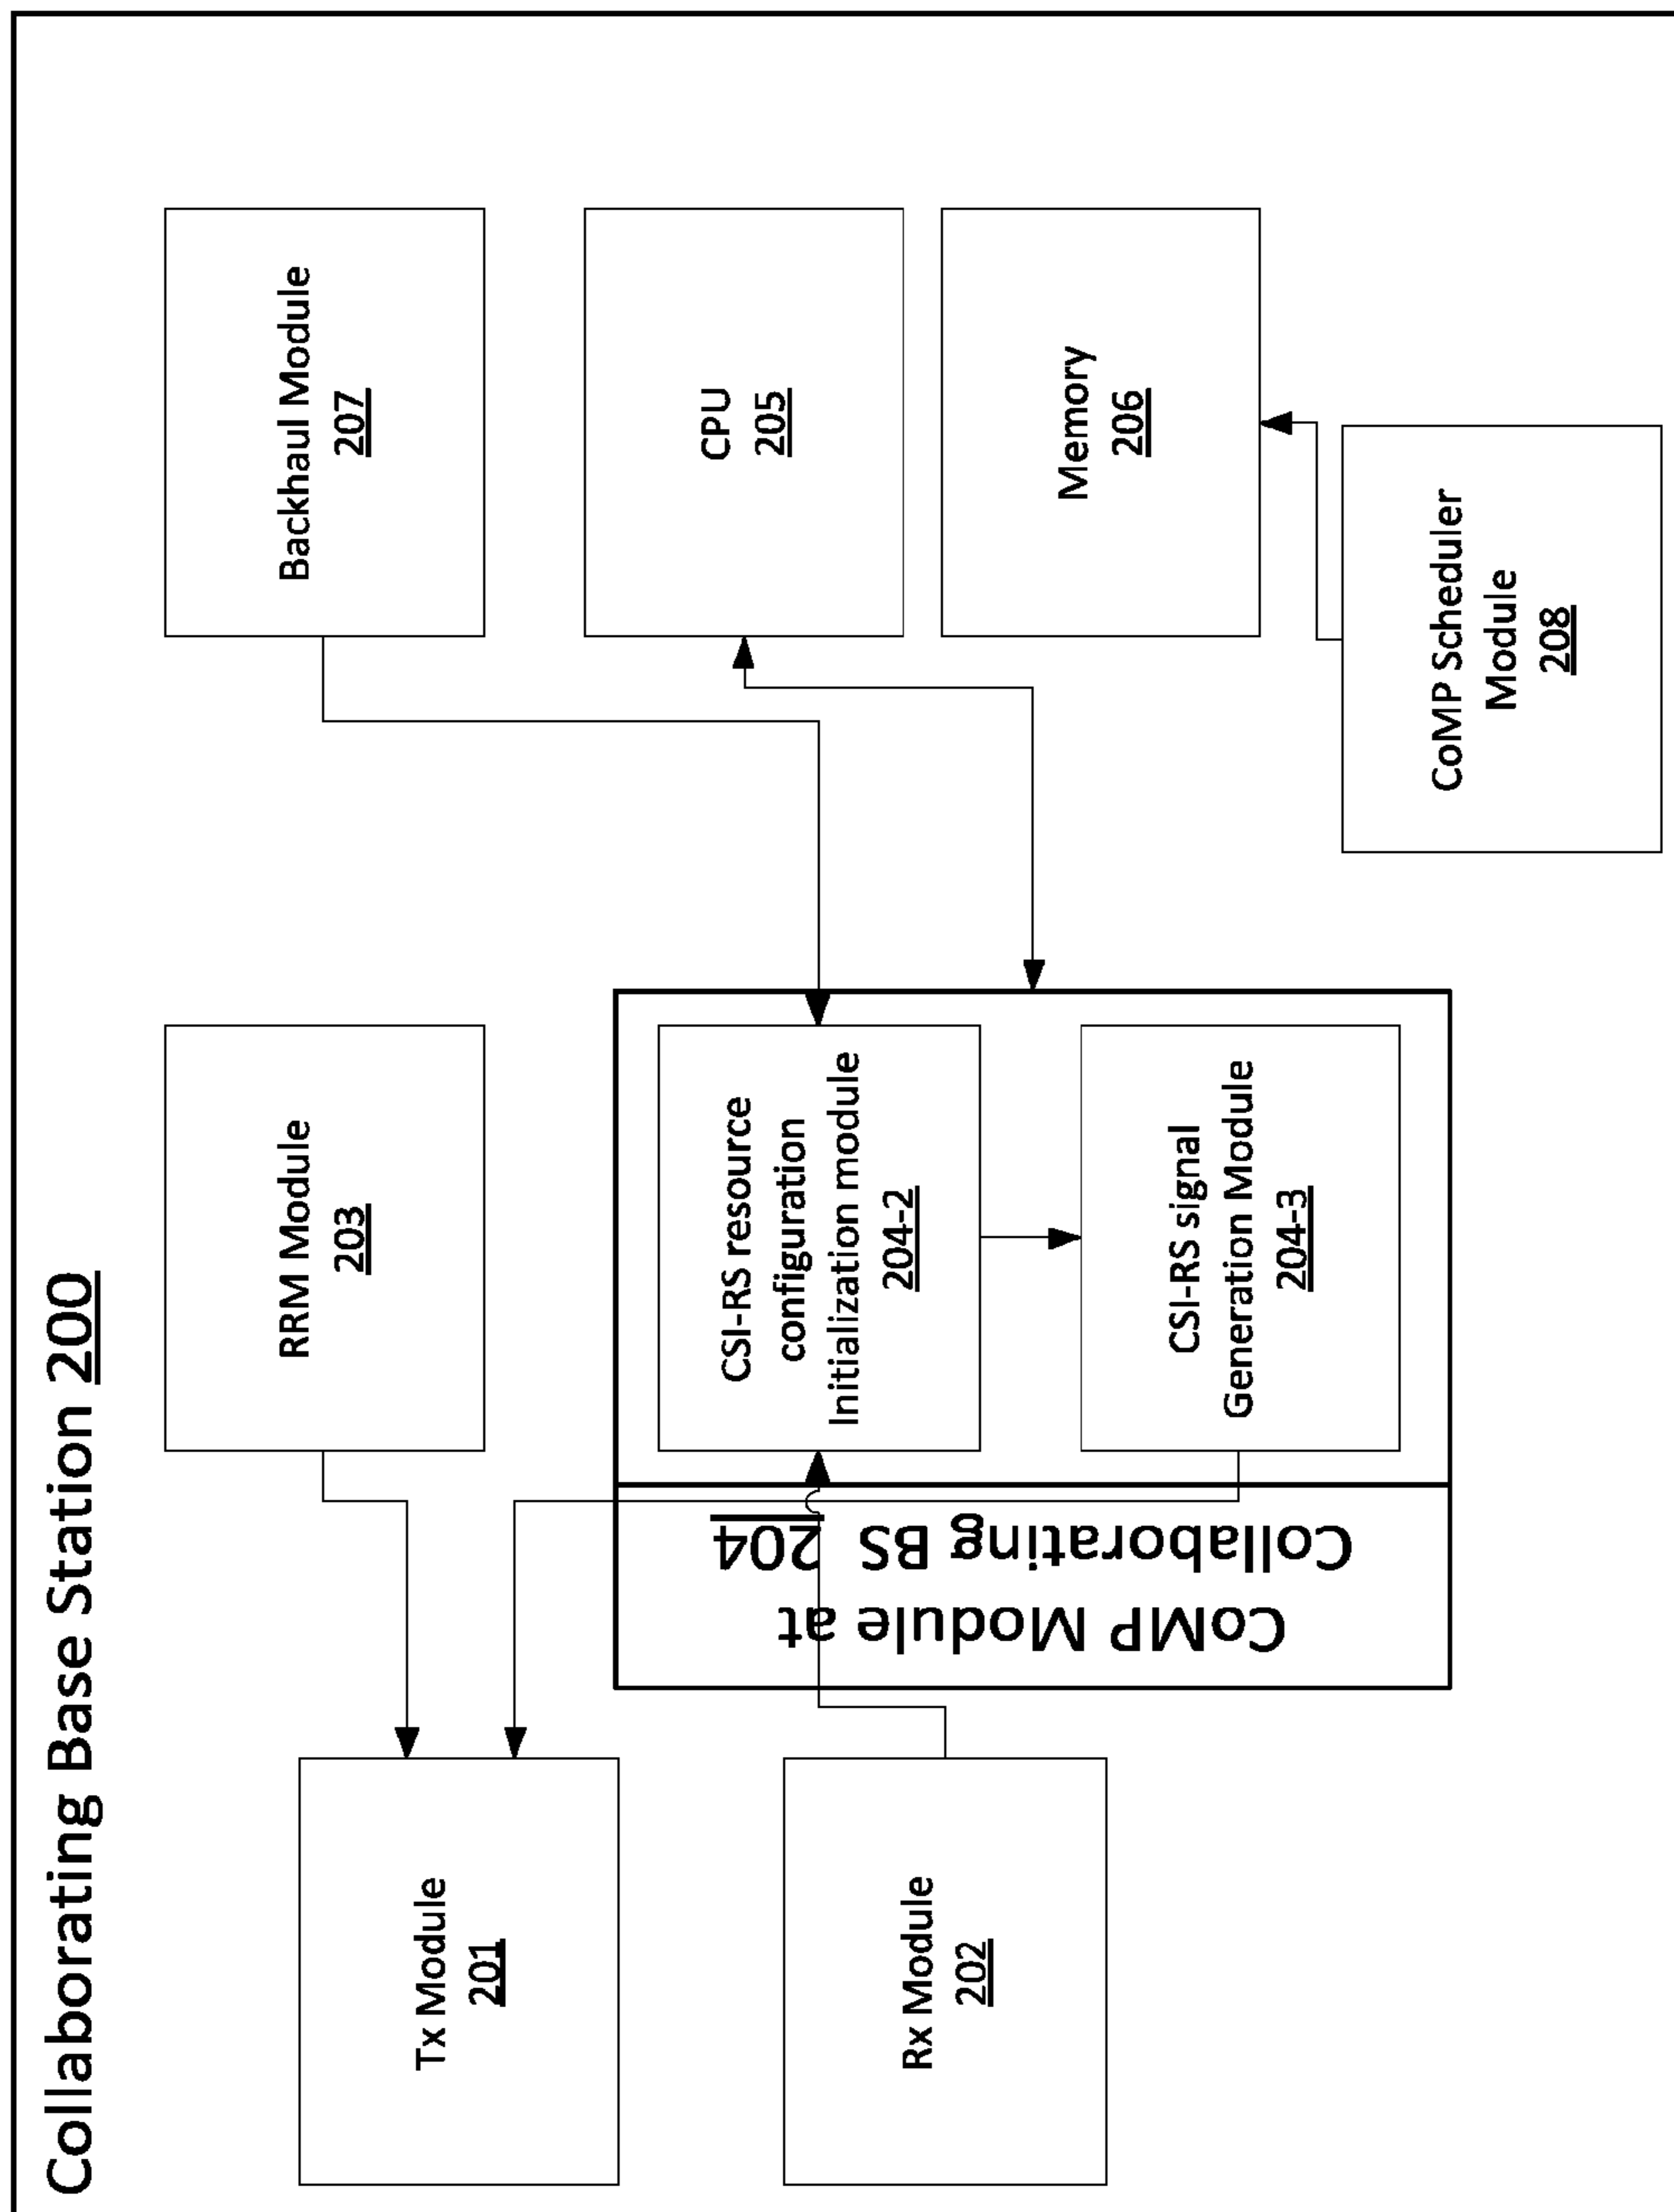 Collaborating Base Station 200
Tx Module
201
Rx Module
202
RRM Module
203
CoMP Module at
Collaborating BS 204
CSI-RS resource
configuration
Initialization module
204-2
CSI-RS signal
Generation Module
204-3
Backhaul Module
207
CPU
205
Memory
206
CoMP Scheduler
Module
208